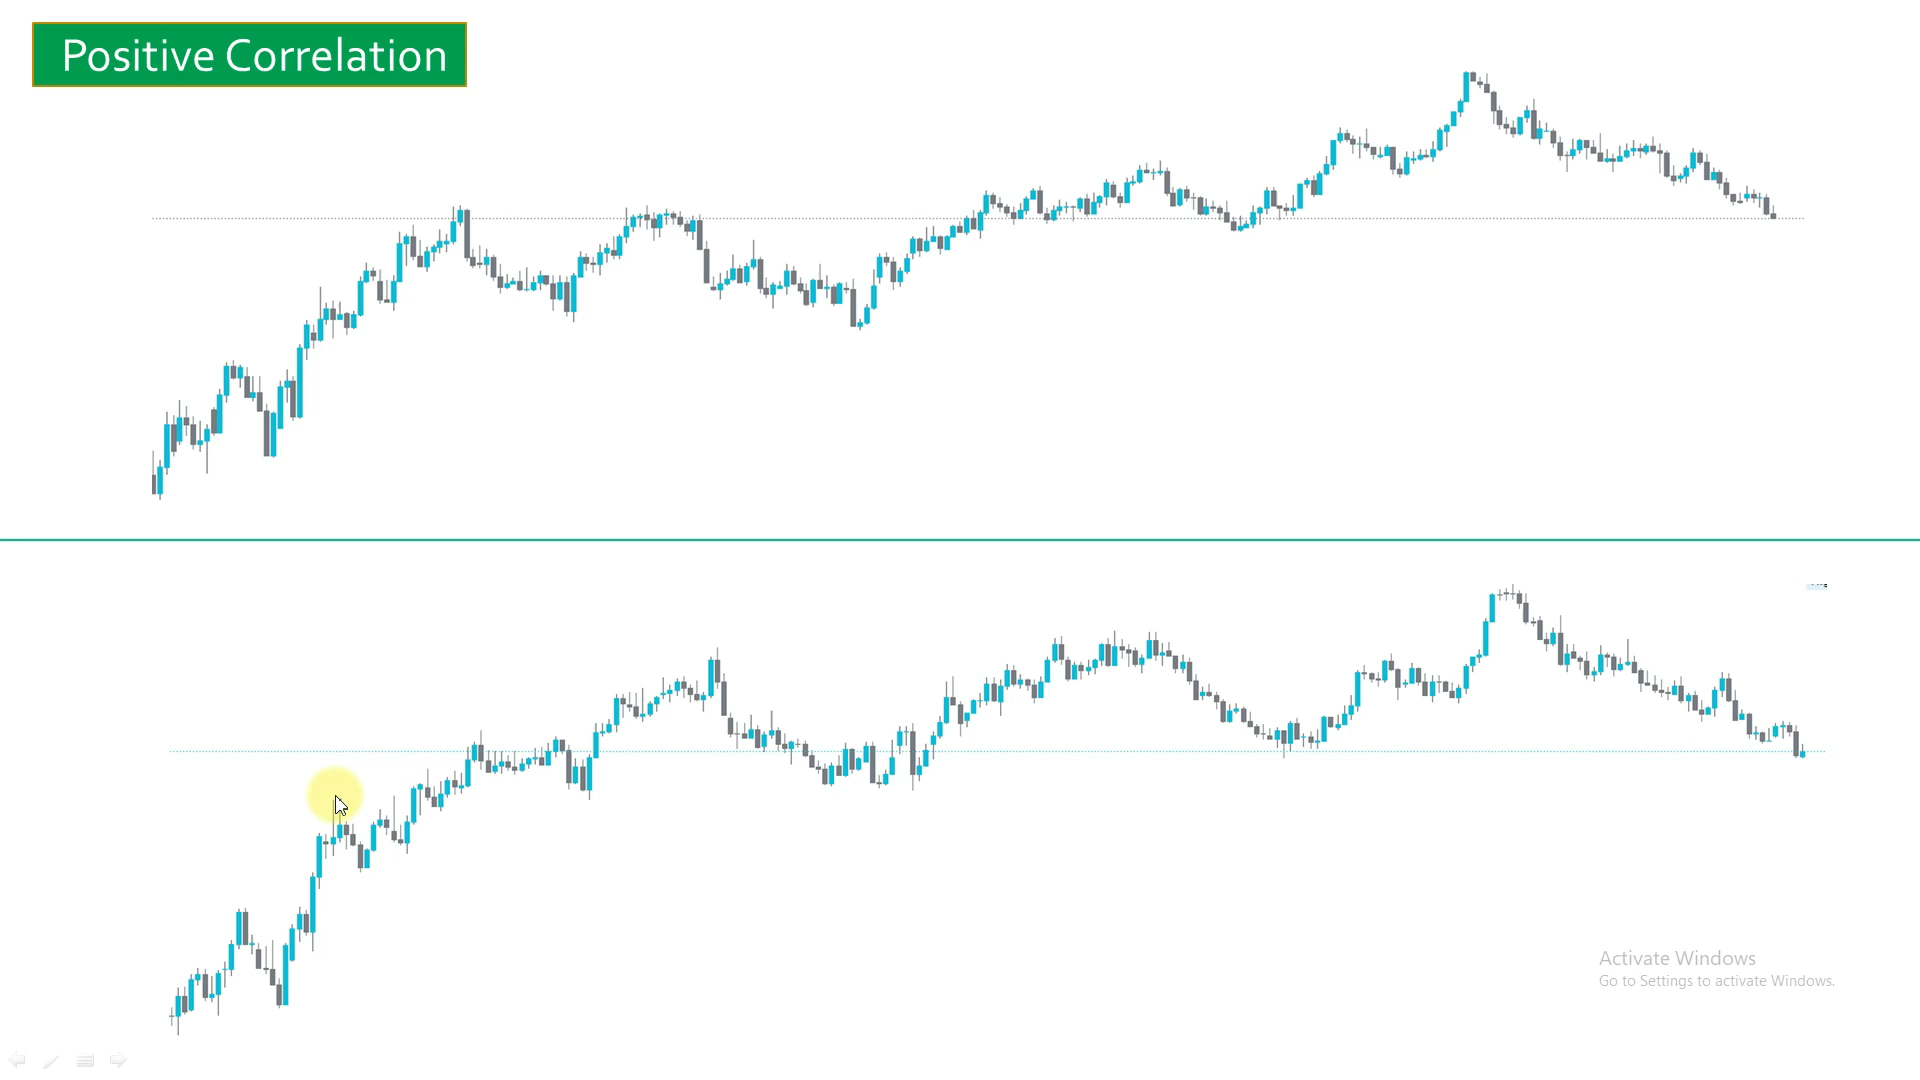 Positive Correlation
Activate Windows
Go to Settings to activate Windows.